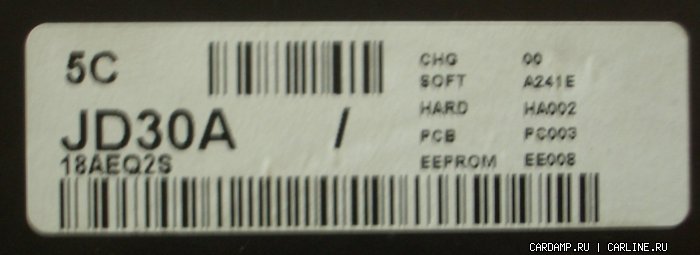 5C
JD30A /
18AEQ2S
CHG 00
SOFT A241E
HARD HA002
PCB PC003
EEPROM EE008
CARDAMP.RU | CARLINE.RU